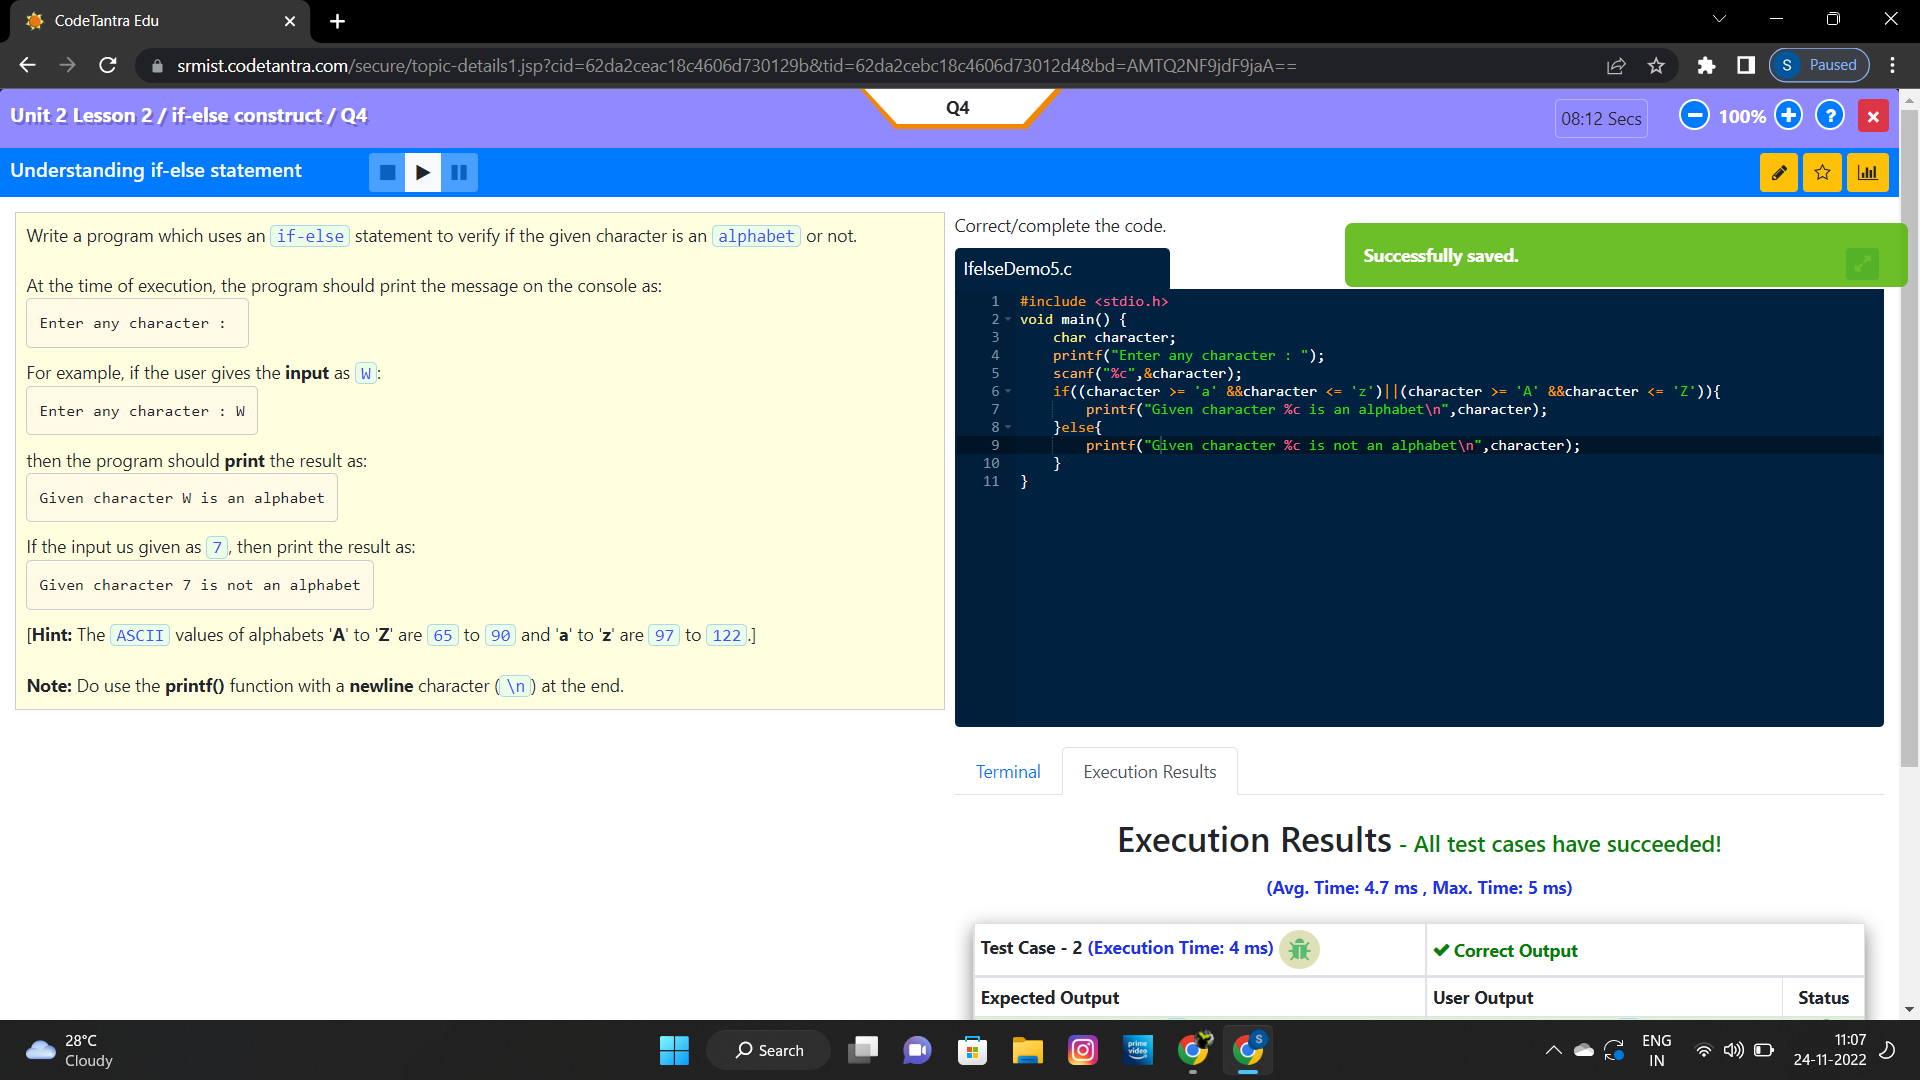 CodeTantra Edu
srmist.codetantra.com/secure/topic-details1.jsp?cid=62da2ceac18c4606d730129b&tid=62da2cebc18c4606d73012d4&bd=AMTQ2NF9jdF9jaA==
S Paused
Unit 2 Lesson 2 / if-else construct / Q4
Q4
08:12 Secs
100%
?
Understanding if-else statement
Write a program which uses an if-else statement to verify if the given character is an alphabet or not.
At the time of execution, the program should print the message on the console as:
Enter any character :
For example, if the user gives the input as W:
Enter any character : W
then the program should print the result as:
Given character W is an alphabet
If the input us given as 7, then print the result as:
Given character 7 is not an alphabet
[Hint: The ASCII values of alphabets 'A' to 'Z' are 65 to 90 and 'a' to 'z' are 97 to 122.]
Note: Do use the printf() function with a newline character (\n) at the end.
Correct/complete the code.
Successfully saved.
IfelseDemo5.c
1 #include <stdio.h>
2 void main() {
3 char character;
4 printf("Enter any character : ");
5 scanf("%c",&character);
6 if((character >= 'a' &&character <= 'z')||(character >= 'A' &&character <= 'Z')){
7 printf("Given character %c is an alphabet\n",character);
8 }else{
9 printf("Given character %c is not an alphabet\n",character);
10 }
11 }
Terminal
Execution Results
Execution Results - All test cases have succeeded!
(Avg. Time: 4.7 ms , Max. Time: 5 ms)
Test Case - 2 (Execution Time: 4 ms)
Correct Output
Expected Output
User Output
Status
28°C
Cloudy
Search
prime video
S
ENG
IN
11:07
24-11-2022